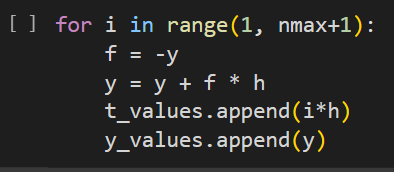 [ ] for i in range(1, nmax+1):
        f = -y
        y = y + f * h
        t_values.append(i*h)
        y_values.append(y)